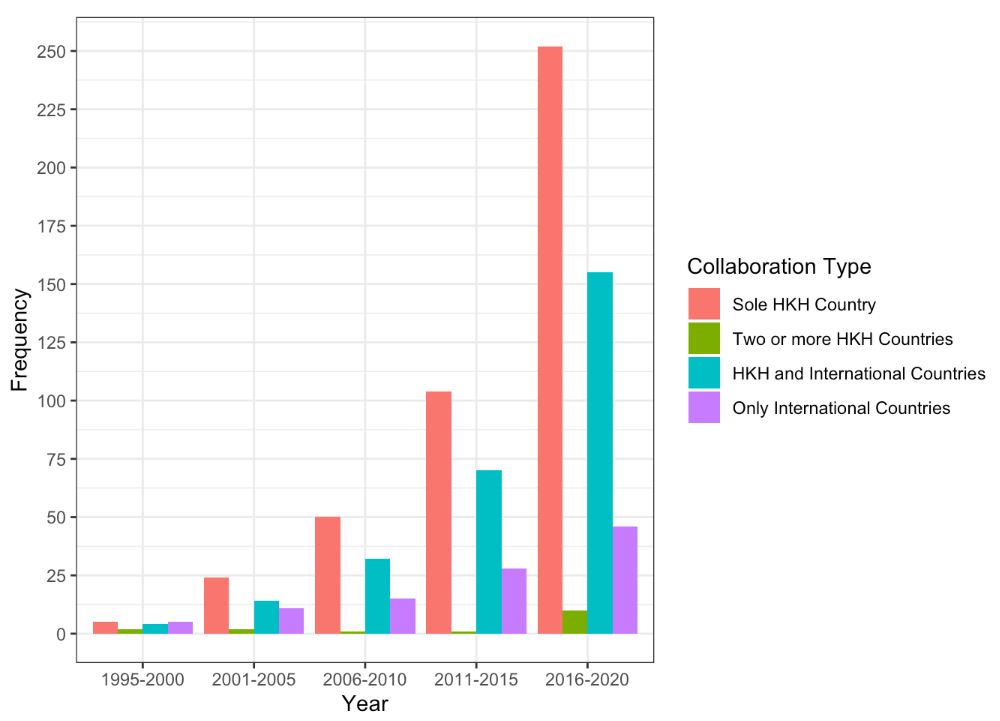 250
225
200
175
150
125
100
75
50
25
0
Frequency
1995-2000 2001-2005 2006-2010 2011-2015 2016-2020
Year
Collaboration Type
Sole HKH Country
Two or more HKH Countries
HKH and International Countries
Only International Countries